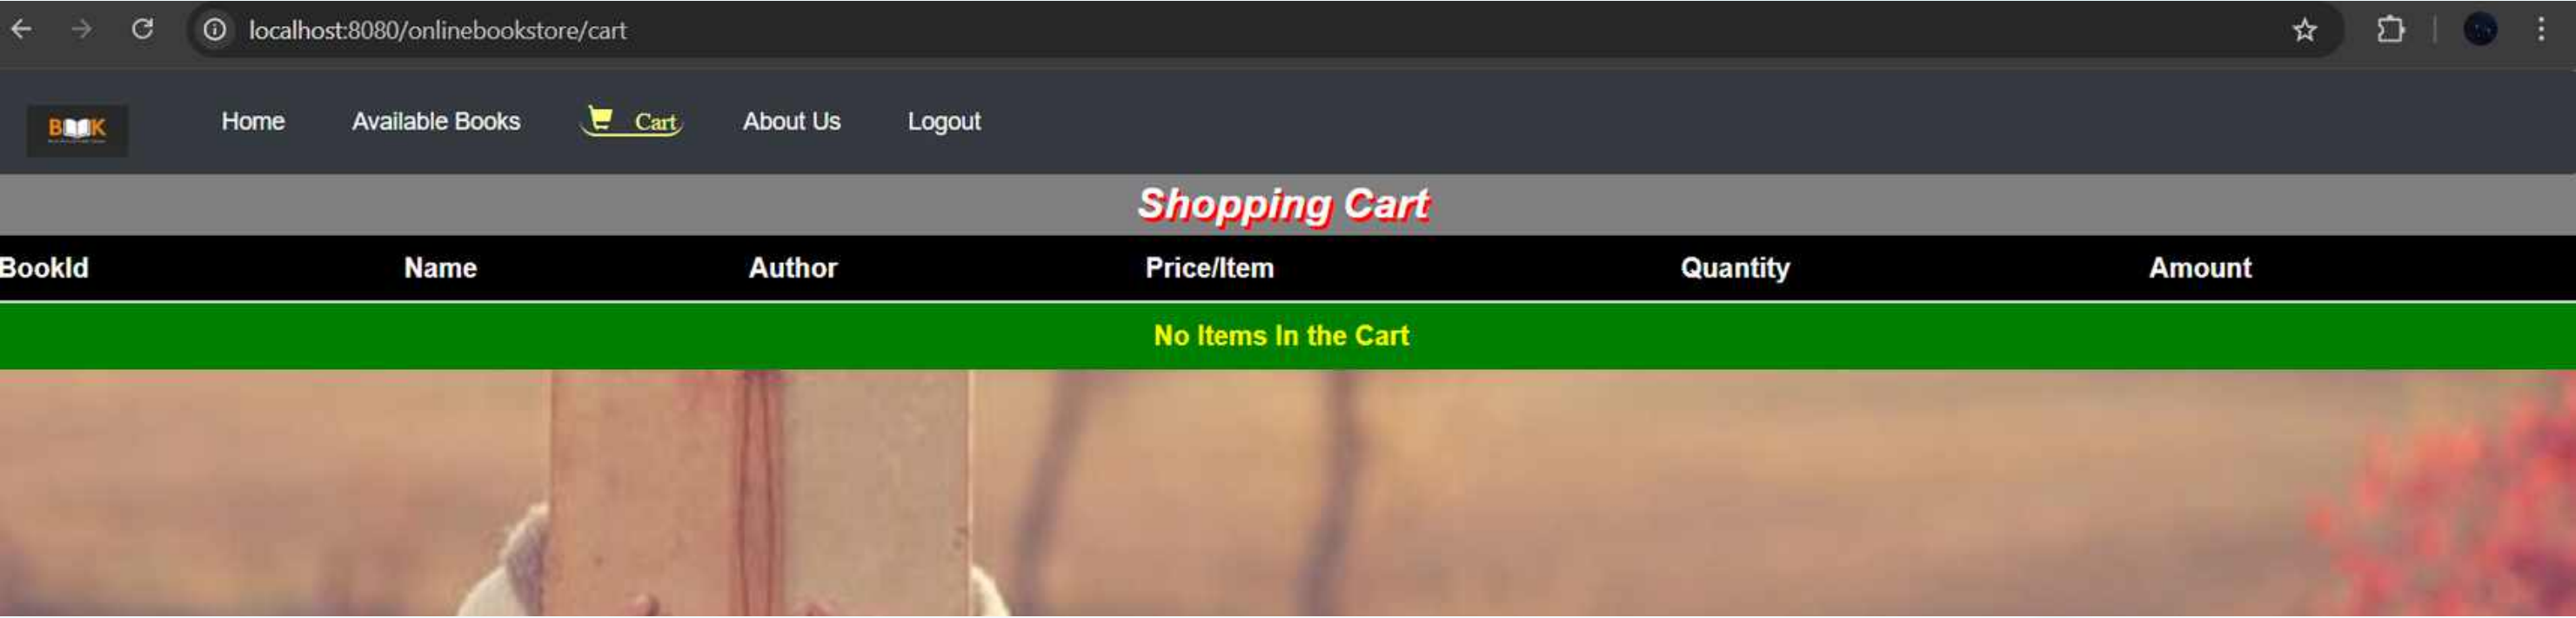 localhost:8080/onlinebookstore/cart
BOOK Home Available Books Cart About Us Logout
Shopping Cart
BookId Name Author Price/Item Quantity Amount
No Items In the Cart